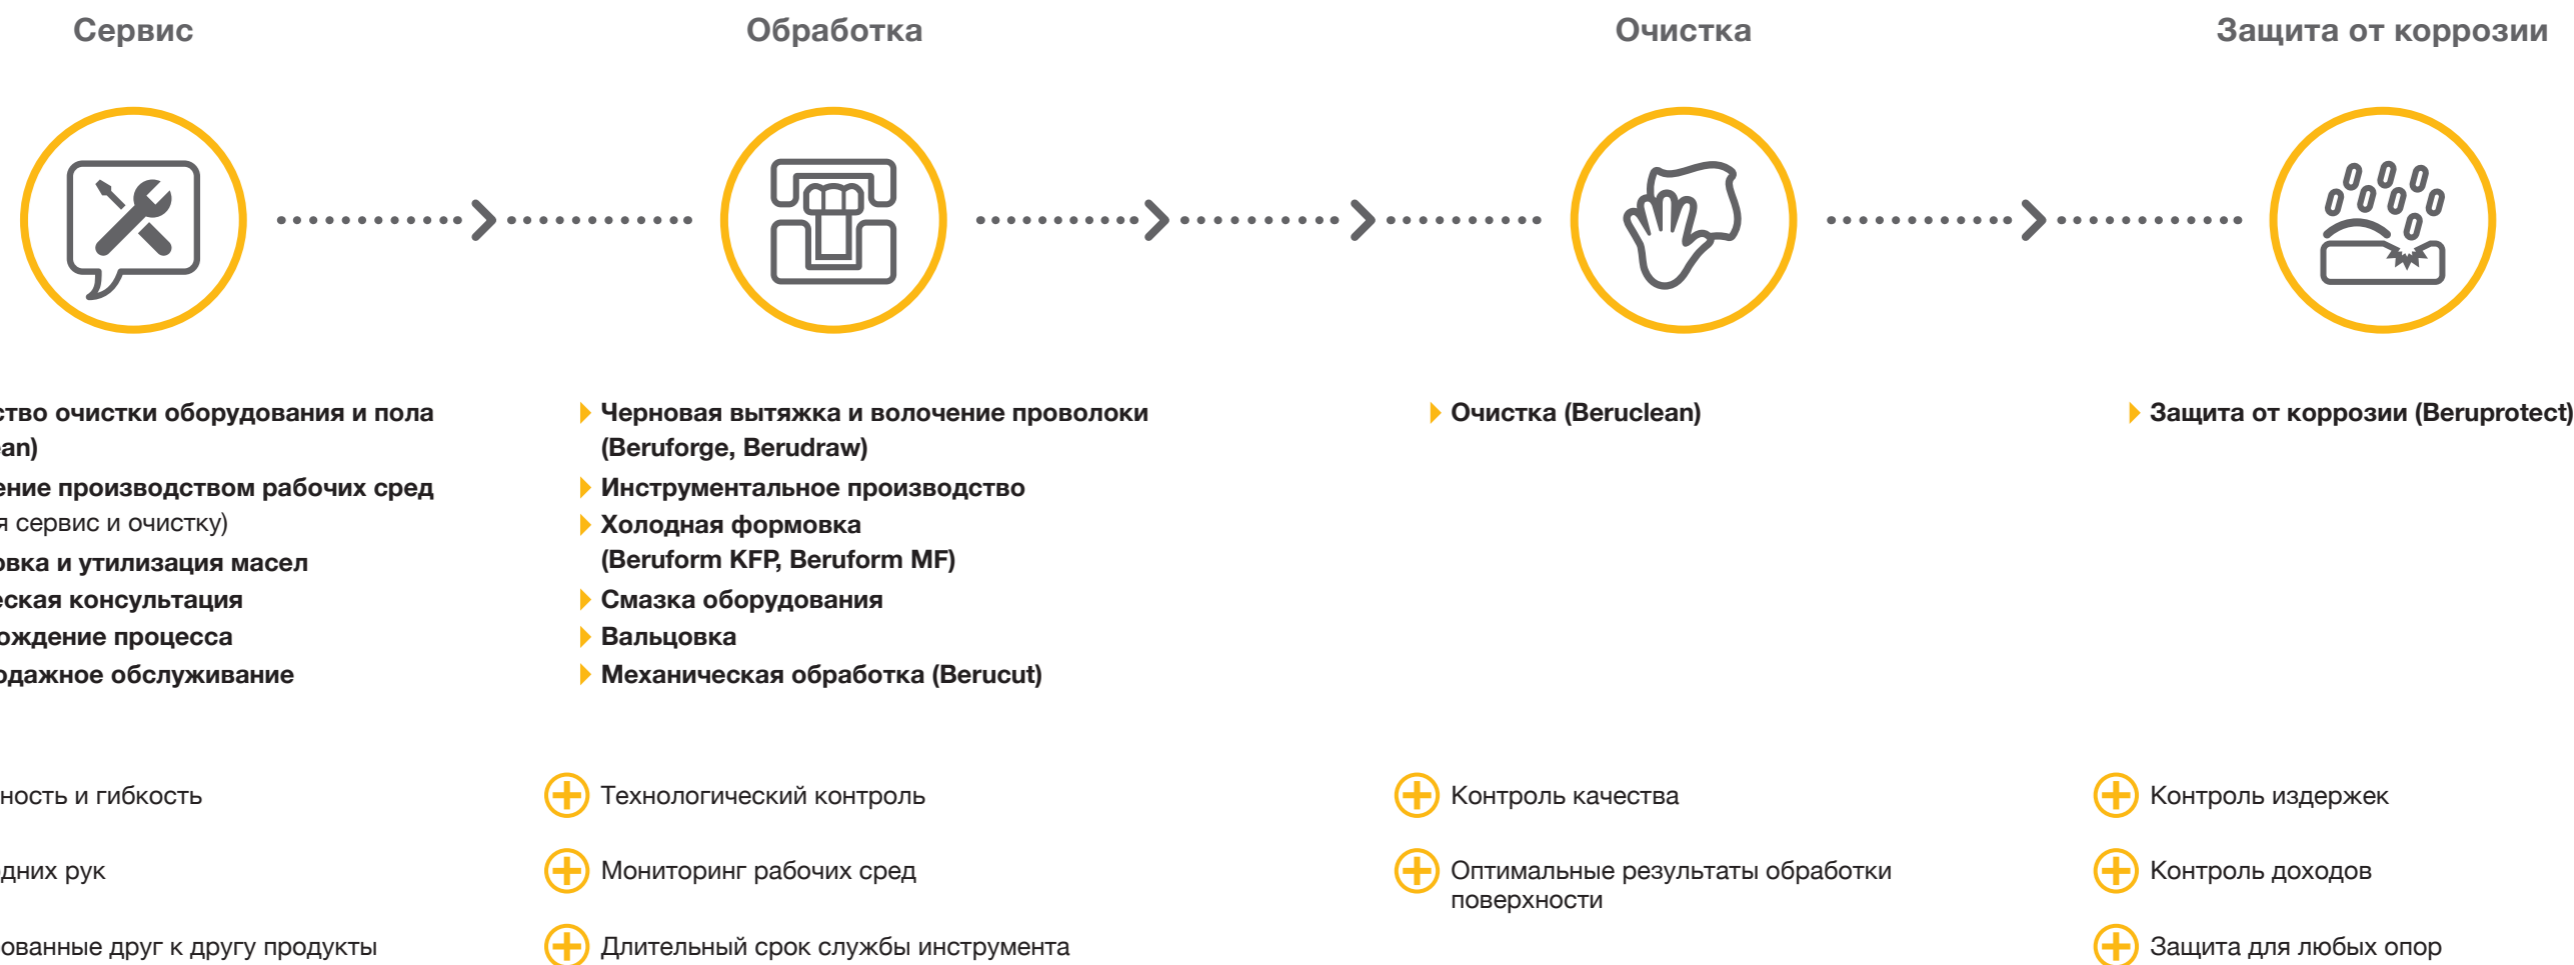 Сервис
ство очистки оборудования и пола
ean)
ение производством рабочих сред
я сервис и очистку)
овка и утилизация масел
еская консультация
ождение процесса
одажное обслуживание
ность и гибкость
дних рук
ованные друг к другу продукты
Обработка
Черновая вытяжка и волочение проволоки
(Beruforge, Berudraw)
Инструментальное производство
Холодная формовка
(Beruform KFP, Beruform MF)
Смазка оборудования
Вальцовка
Механическая обработка (Berucut)
Технологический контроль
Мониторинг рабочих сред
Длительный срок службы инструмента
Очистка
Очистка (Beruclean)
Контроль качества
Оптимальные результаты обработки
поверхности
Защита от коррозии
Защита от коррозии (Beruprotect)
Контроль издержек
Контроль доходов
Защита для любых опор